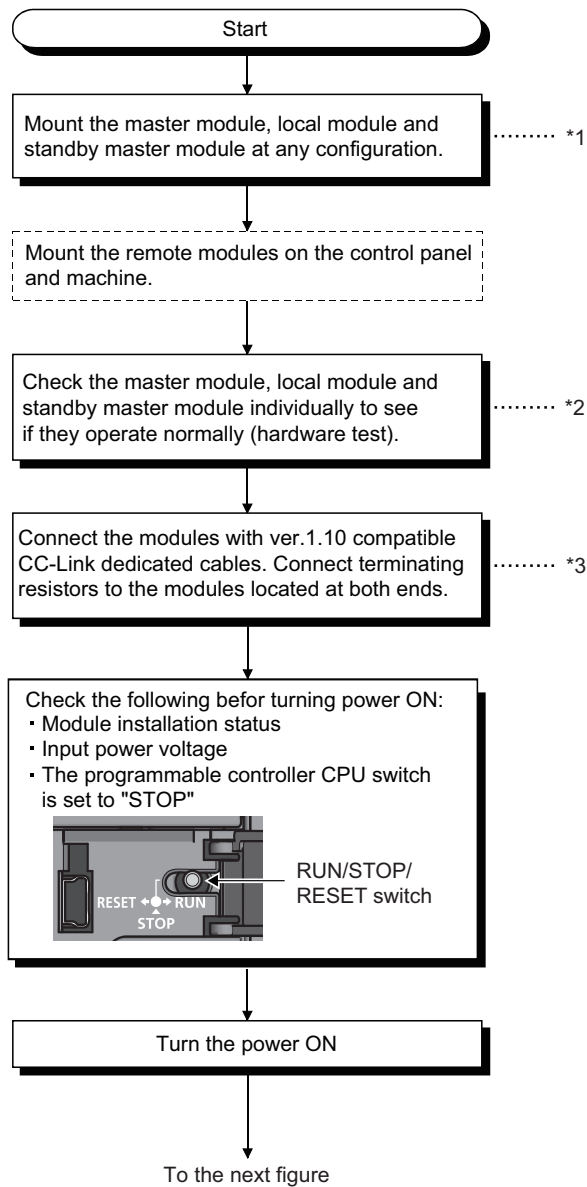 Start
Mount the master module, local module and
standby master module at any configuration.
*1
Mount the remote modules on the control panel
and machine.
Check the master module, local module and
standby master module individually to see
if they operate normally (hardware test).
*2
Connect the modules with ver.1.10 compatible
CC-Link dedicated cables. Connect terminating
resistors to the modules located at both ends.
*3
Check the following befor turning power ON:
· Module installation status
· Input power voltage
· The programmable controller CPU switch
is set to "STOP"
RESET RUN
STOP
RUN/STOP/
RESET switch
Turn the power ON
To the next figure